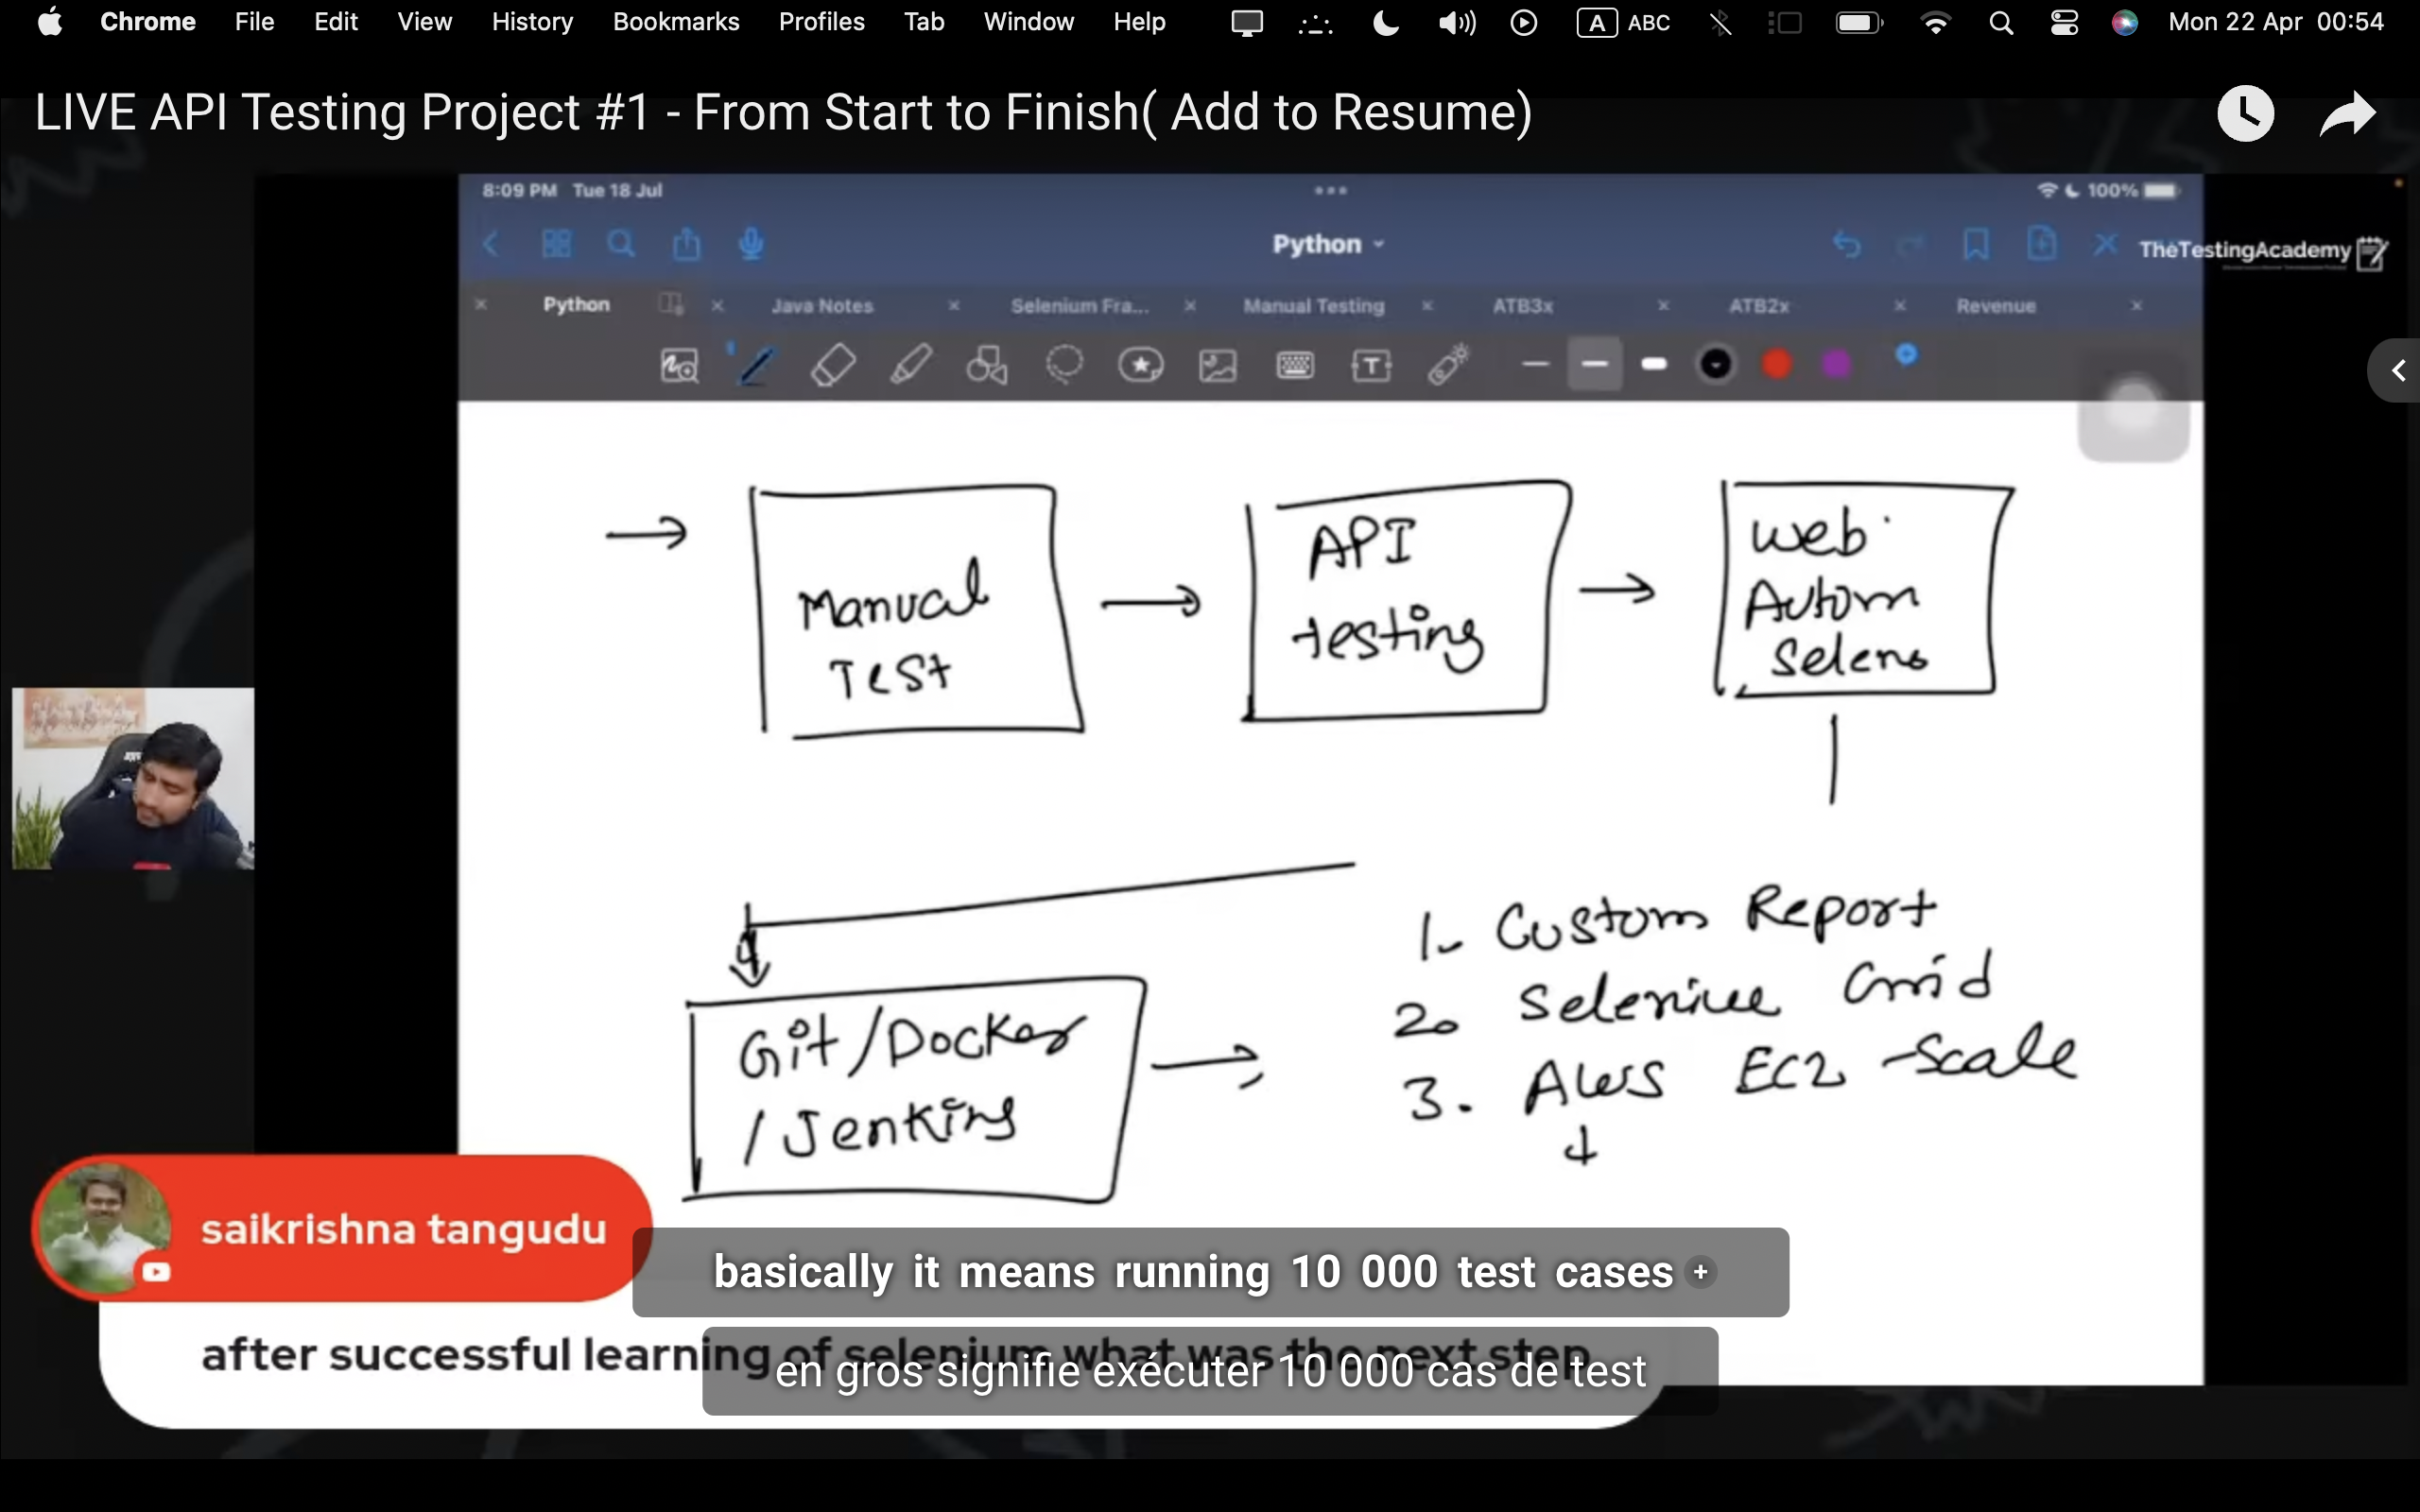 Chrome File Edit View History Bookmarks Profiles Tab Window Help A ABC Mon 22 Apr 00:54
LIVE API Testing Project #1 - From Start to Finish( Add to Resume)
8:09 PM Tue 18 Jul 100%
Python
TheTestingAcademy
Python Java Notes Selenium Fra... Manual Testing ATB3x ATB2x Revenue
T
Manual
Test
API
testing
Web
Autom
Seleno
Git/Docker
/Jenkins
1. Custom Report
2. Selenium Grid
3. AWS EC2 - Scale
saikrishna tangudu
basically it means running 10 000 test cases +
after successful learning of selenium what was the next step
en gros signifie exécuter 10 000 cas de test